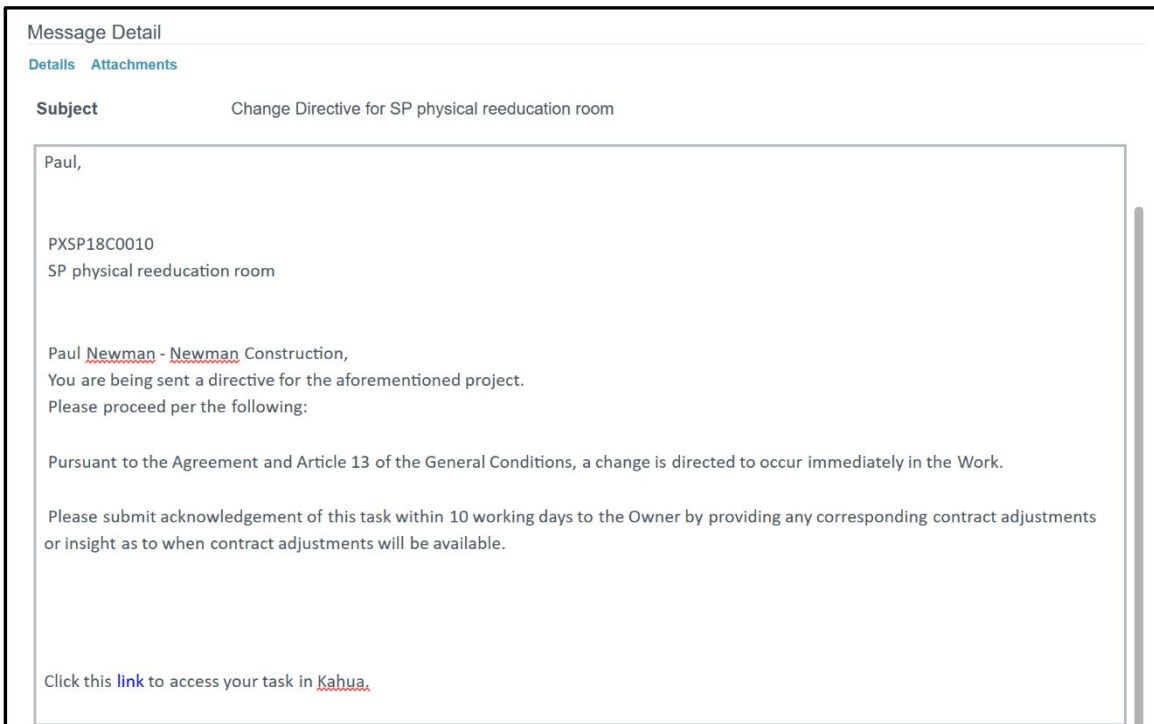 Message Detail
Details Attachments
Subject Change Directive for SP physical reeducation room
Paul,
PXSP18C0010
SP physical reeducation room
Paul Newman - Newman Construction,
You are being sent a directive for the aforementioned project.
Please proceed per the following:
Pursuant to the Agreement and Article 13 of the General Conditions, a change is directed to occur immediately in the Work.
Please submit acknowledgement of this task within 10 working days to the Owner by providing any corresponding contract adjustments
or insight as to when contract adjustments will be available.
Click this link to access your task in Kahua.